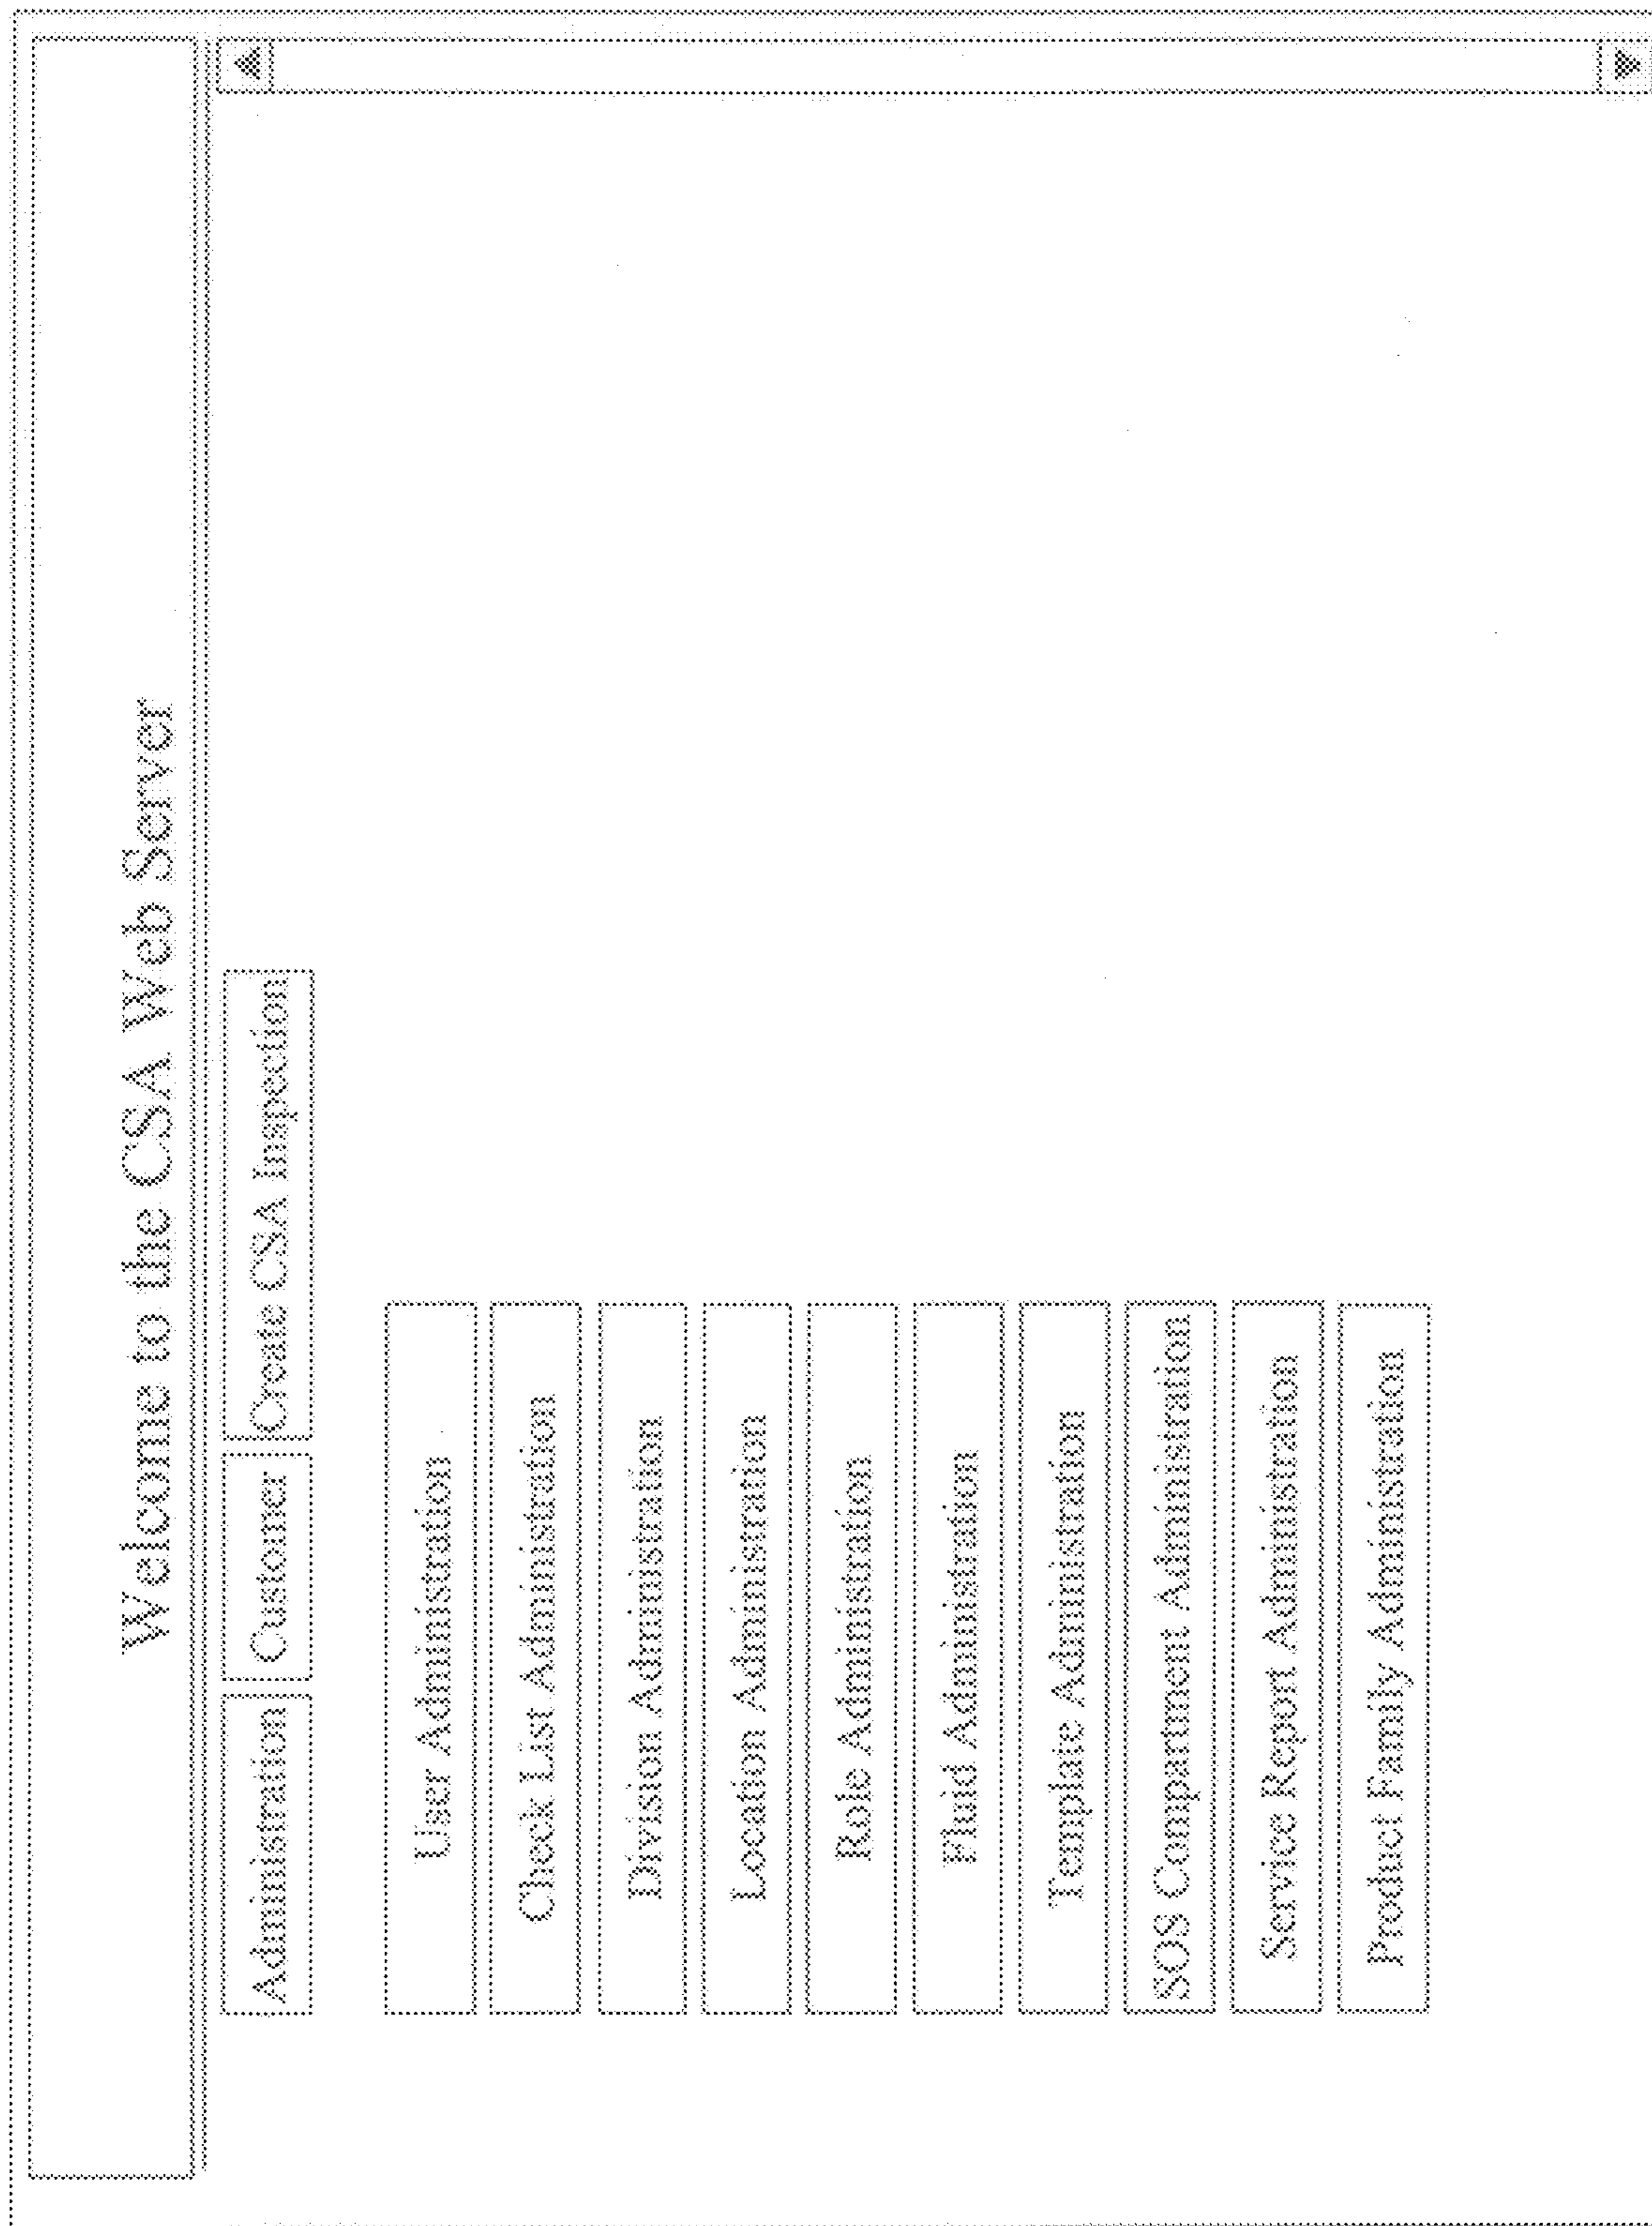 Welcome to the CSA Web Server
Administration Customer Create CSA Inspection
User Administration
Check List Administration
Division Administration
Location Administration
Role Administration
Fluid Administration
Template Administration
SOS Compartment Administration
Service Report Administration
Product Family Administration